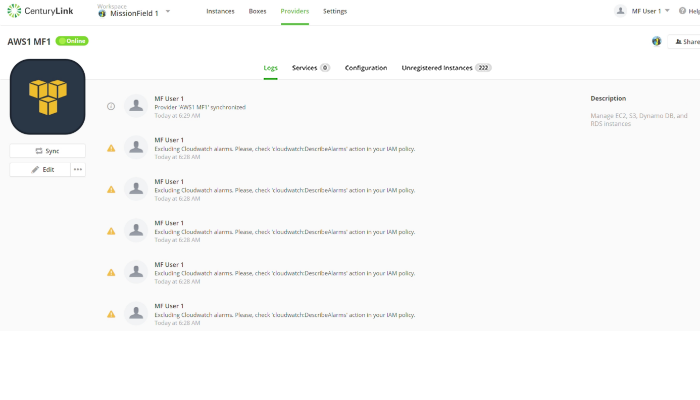 CenturyLink
Workspace
MissionField 1
Instances
Boxes
Providers
Settings
MF User 1
Help
AWS1 MF1
Online
Share
Sync
Edit
Logs
Services 0
Configuration
Unregistered Instances 222
MF User 1
Provider 'AWS1 MF1' synchronized
Today at 6:29 AM
MF User 1
Excluding Cloudwatch alarms. Please, check 'cloudwatch:DescribeAlarms' action in your IAM policy.
Today at 6:28 AM
MF User 1
Excluding Cloudwatch alarms. Please, check 'cloudwatch:DescribeAlarms' action in your IAM policy.
Today at 6:28 AM
MF User 1
Excluding Cloudwatch alarms. Please, check 'cloudwatch:DescribeAlarms' action in your IAM policy.
Today at 6:28 AM
MF User 1
Excluding Cloudwatch alarms. Please, check 'cloudwatch:DescribeAlarms' action in your IAM policy.
Today at 6:28 AM
MF User 1
Excluding Cloudwatch alarms. Please, check 'cloudwatch:DescribeAlarms' action in your IAM policy.
Today at 6:28 AM
Description
Manage EC2, S3, Dynamo DB, and
RDS instances